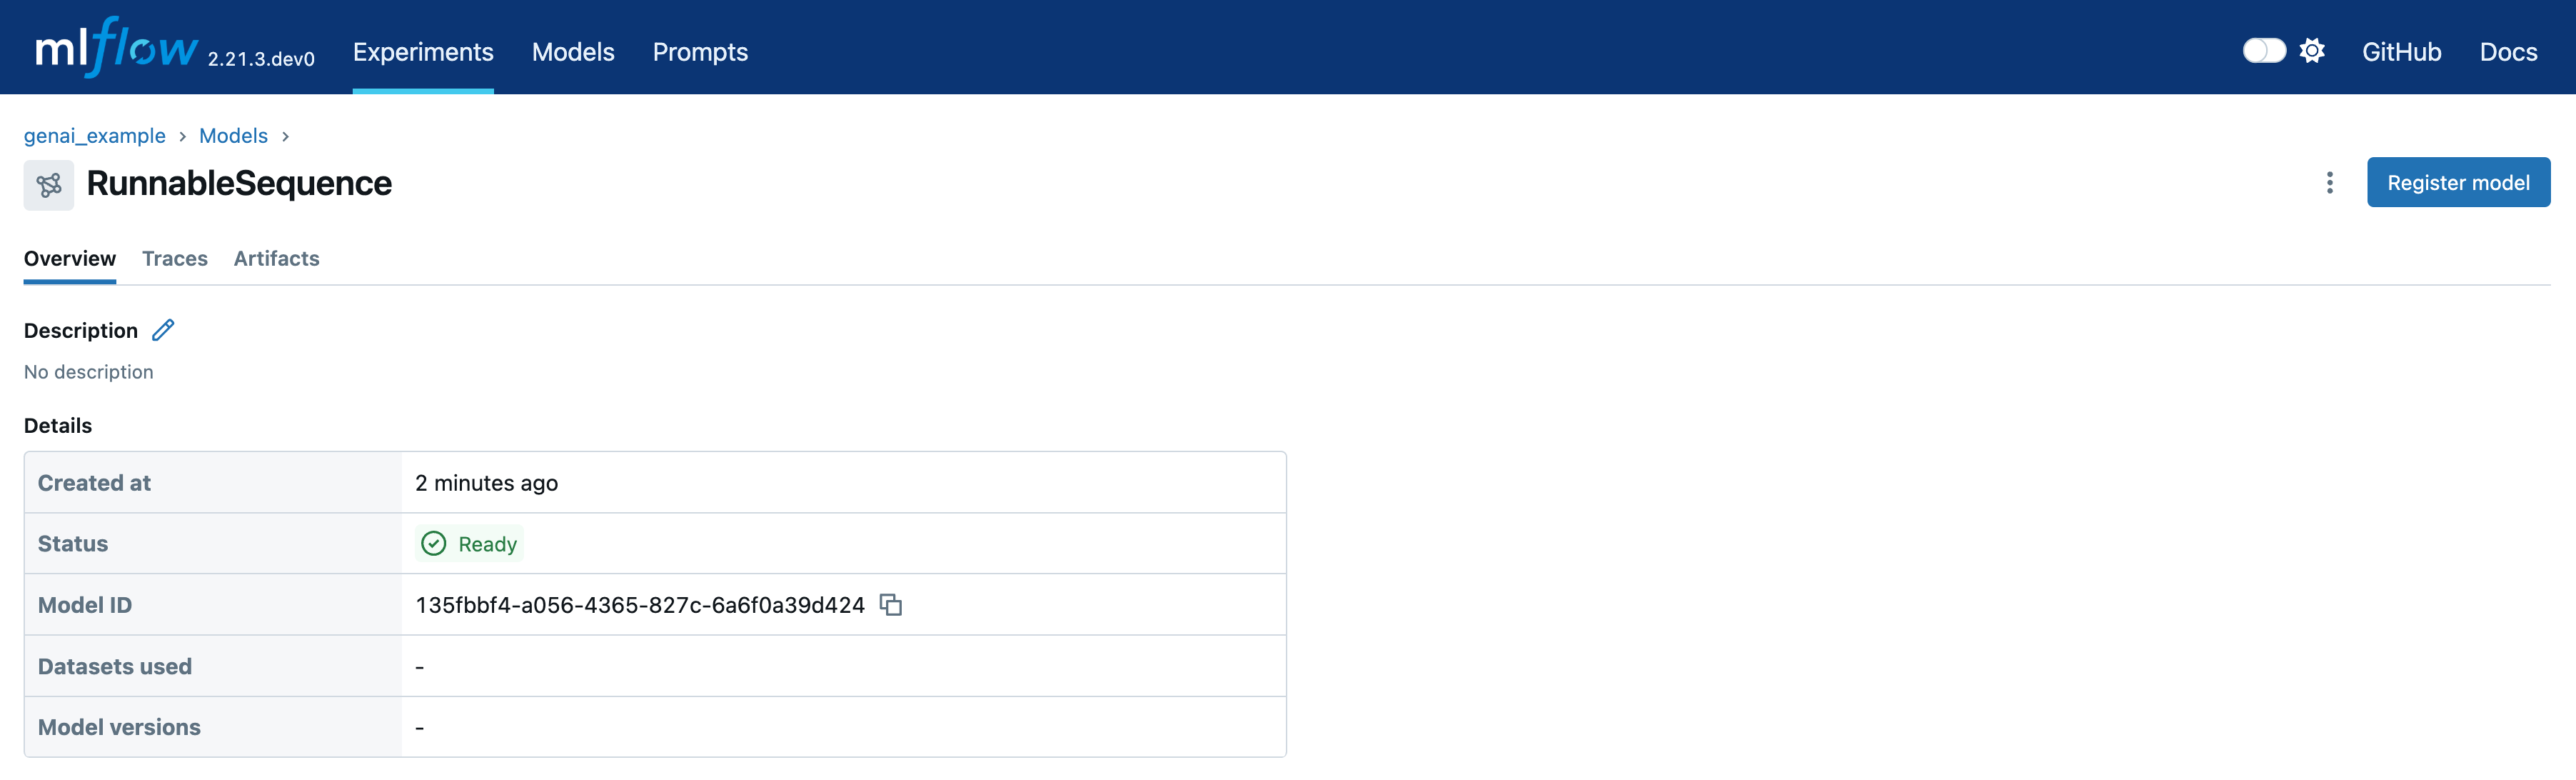 mlflow 2.21.3.dev0 Experiments Models Prompts GitHub Docs
genai_example > Models >
RunnableSequence
Register model
Overview Traces Artifacts
Description
No description
Details
Created at 2 minutes ago
Status Ready
Model ID 135fbbf4-a056-4365-827c-6a6f0a39d424
Datasets used -
Model versions -